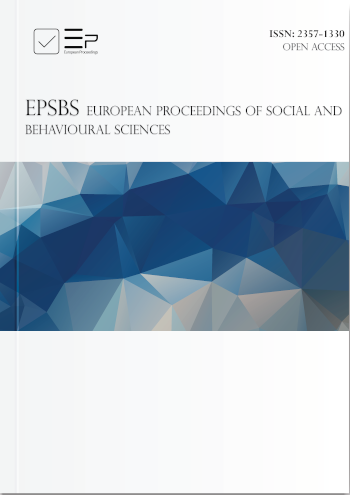 EP
European Proceedings
ISSN: 2357-1330
OPEN ACCESS
EPSBS EUROPEAN PROCEEDINGS OF SOCIAL AND
BEHAVIOURAL SCIENCES